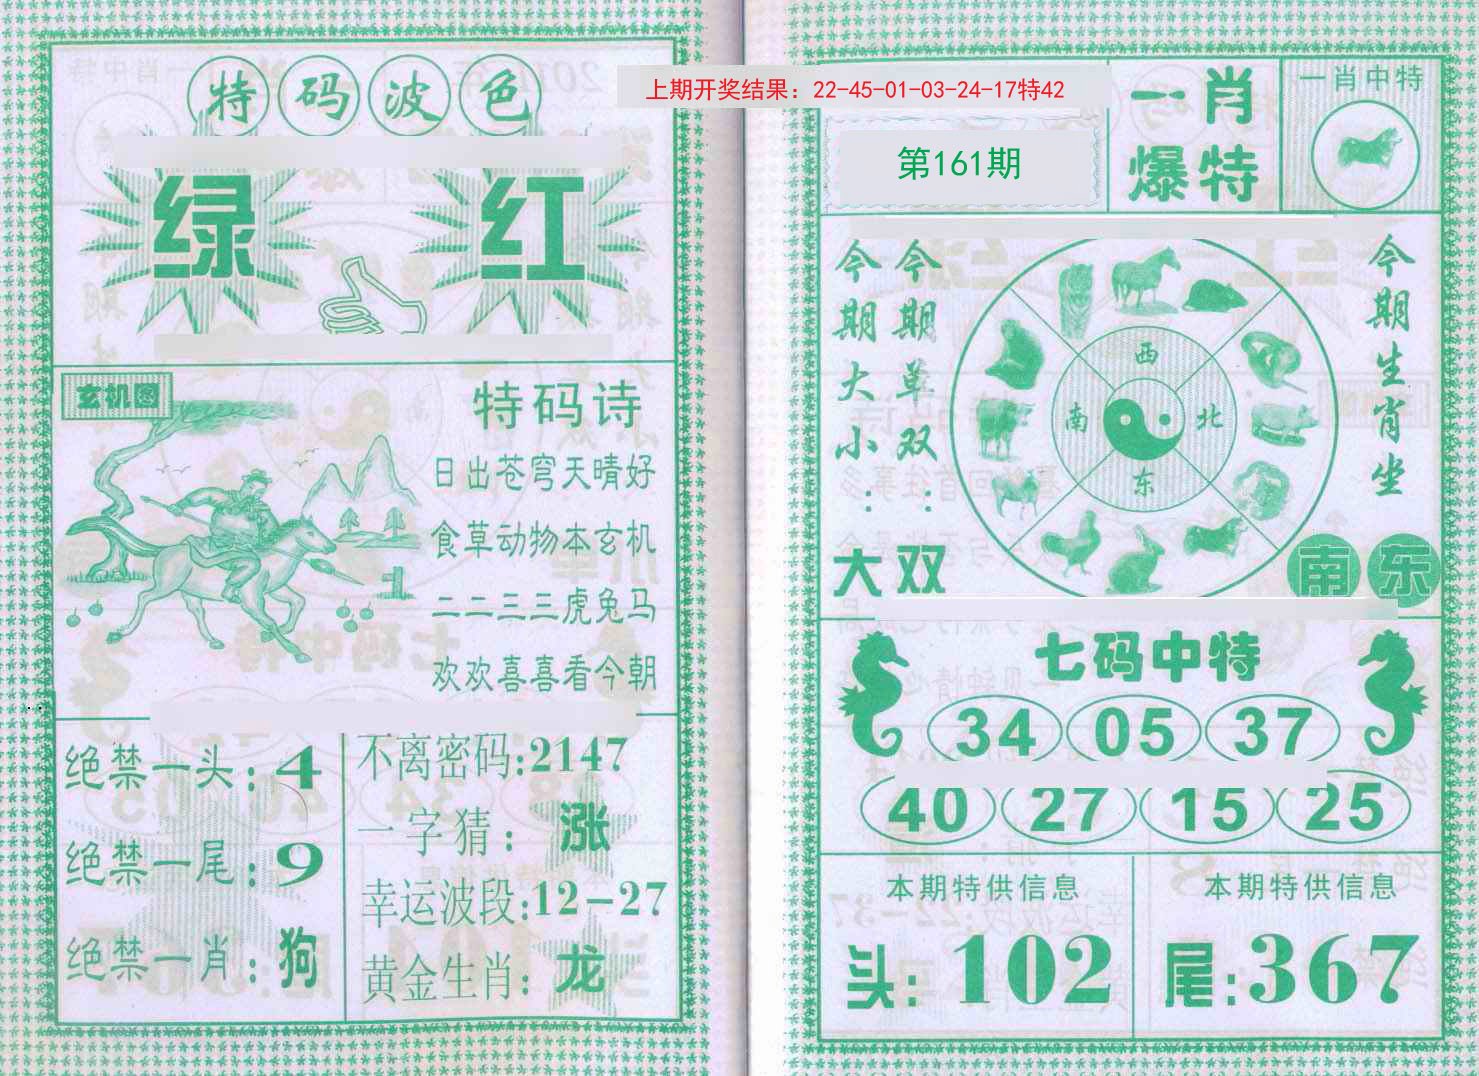 特码波色
绿 红
玄机图
特码诗
日出苍穹天晴好
食草动物本玄机
二二三三虎兔马
欢欢喜喜看今朝
绝禁一头:4
绝禁一尾:9
绝禁一肖:狗
不离密码:2147
一字猜:涨
幸运波段:12-27
黄金生肖:龙
上期开奖结果：22-45-01-03-24-17特42
第161期
一肖
爆特
一肖中特
今期大小:大
今期草双:双
西
南 北
东
今期生肖坐
南 东
七码中特
34 05 37
40 27 15 25
本期特供信息
头:102
本期特供信息
尾:367